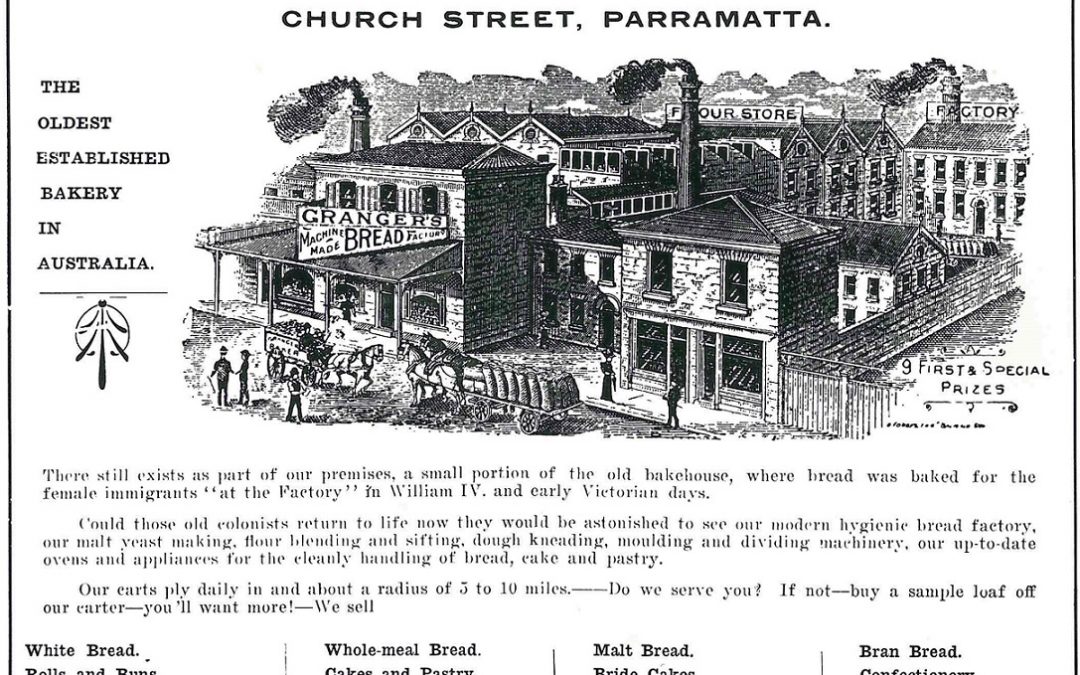 CHURCH STREET, PARRAMATTA.
THE
OLDEST
ESTABLISHED
BAKERY
IN
AUSTRALIA.
FLOUR STORE
FACTORY
GRANGER'S
MACHINE MADE BREAD FACTORY
GRANGER
BAKER
9 FIRST & SPECIAL
PRIZES
There still exists as part of our premises, a small portion of the old bakehouse, where bread was baked for the
female immigrants "at the Factory" in William IV. and early Victorian days.
Could those old colonists return to life now they would be astonished to see our modern hygienic bread factory,
our malt yeast making, flour blending and sifting, dough kneading, moulding and dividing machinery, our up-to-date
ovens and appliances for the cleanly handling of bread, cake and pastry.
Our carts ply daily in and about a radius of 5 to 10 miles.——Do we serve you? If not—buy a sample loaf off
our carter—you'll want more!—We sell
White Bread. Whole-meal Bread. Malt Bread. Bran Bread.
Rolls and Buns. Cakes and Pastry. Bride Cakes. Confectionery.